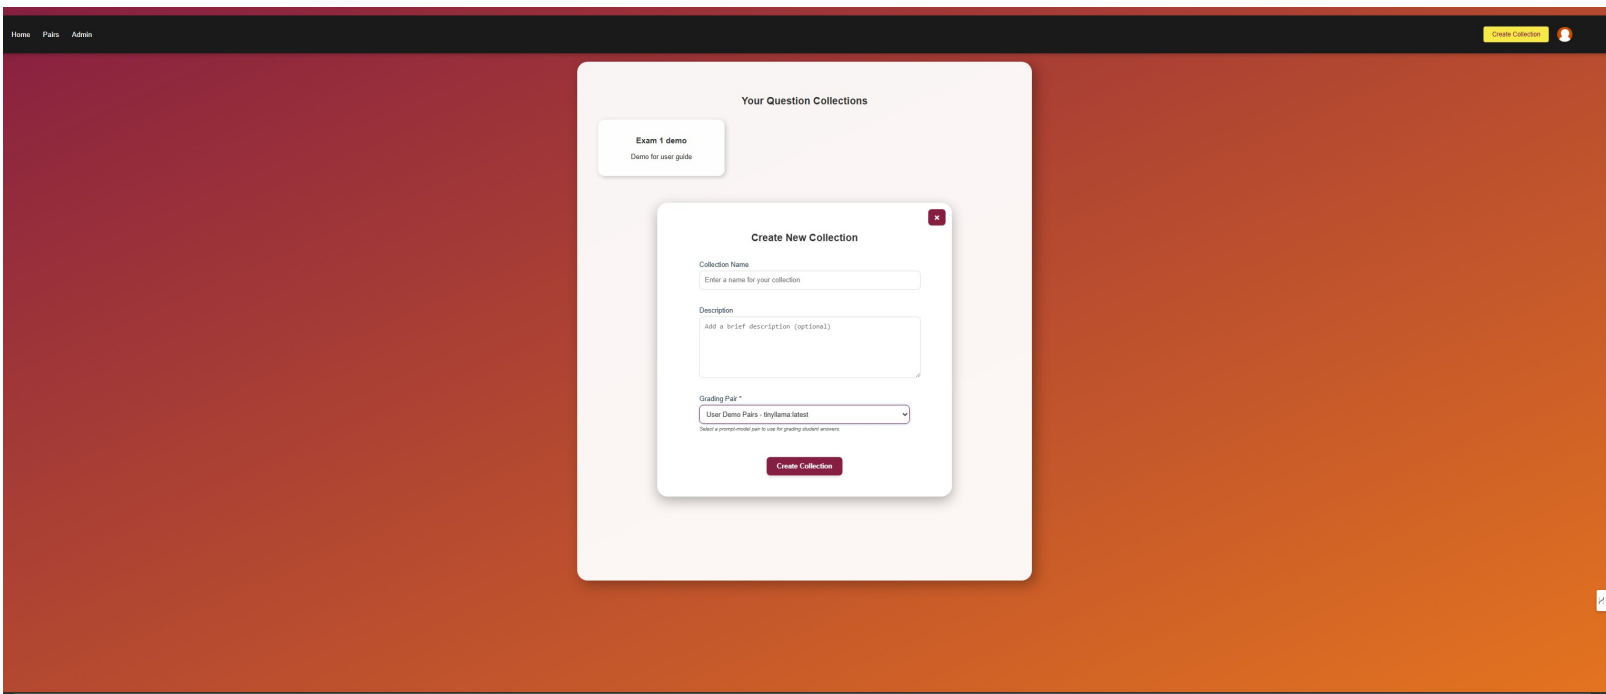 Home Pairs Admin Create Collection
Your Question Collections
Exam 1 demo
Demo for user guide
×
Create New Collection
Collection Name
Enter a name for your collection
Description
Add a brief description (optional)
Grading Pair *
User Demo Pairs - tinyllama:latest
Select a prompt-model pair to use for grading student answers.
Create Collection